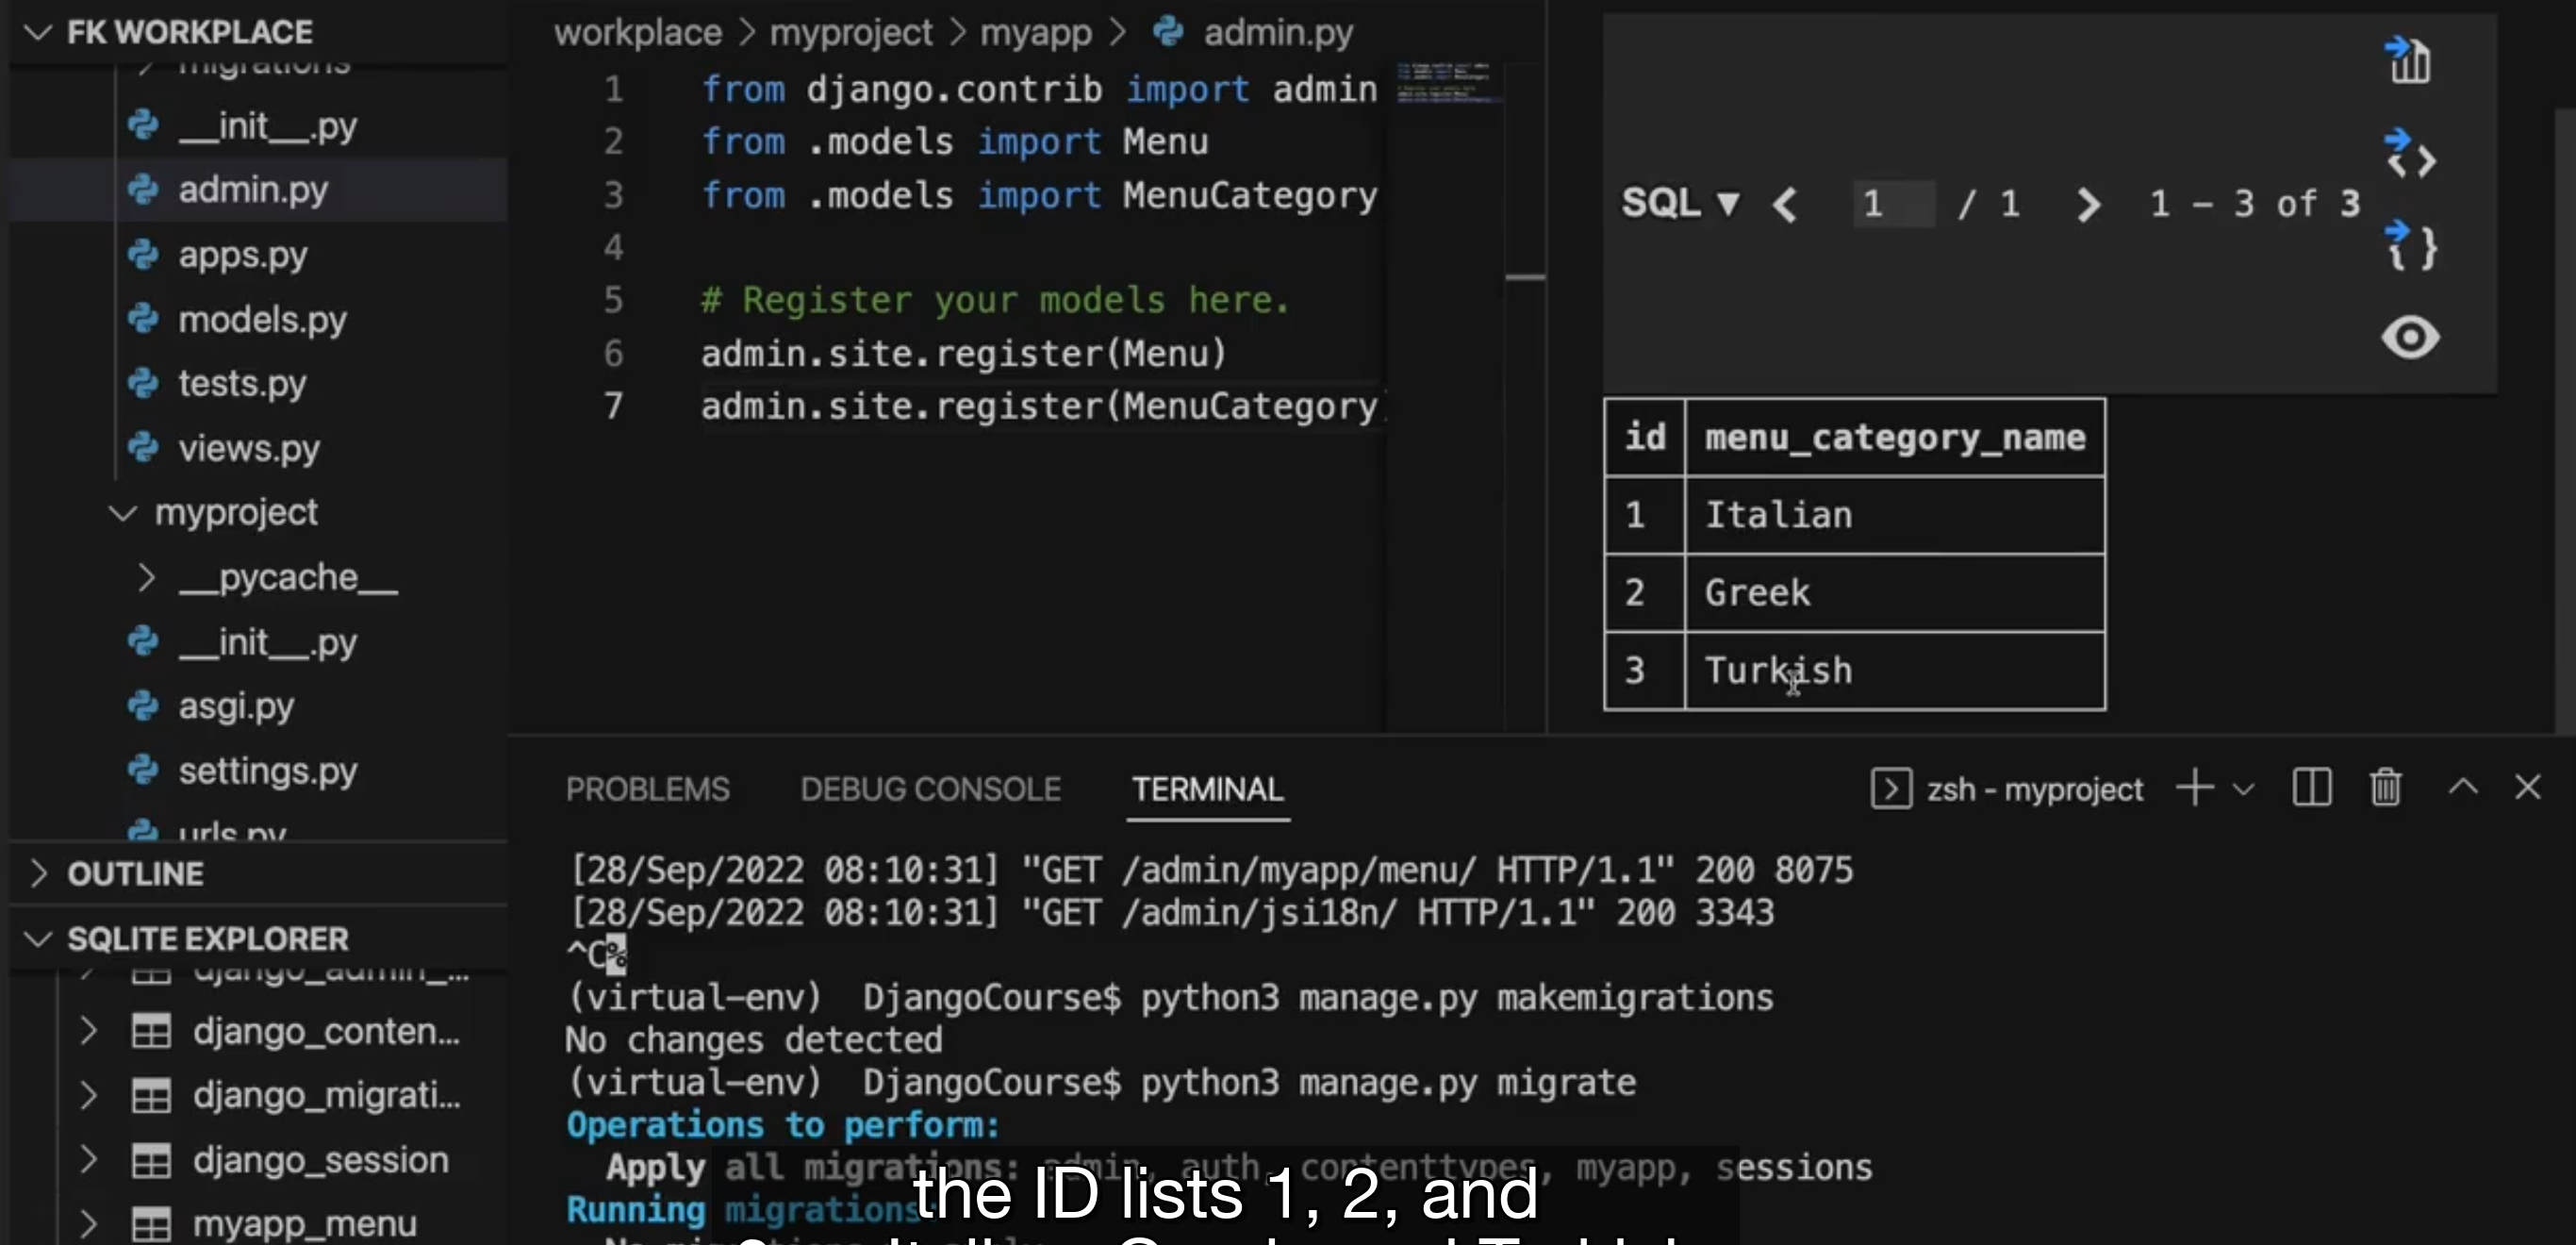 FK WORKPLACE
migrations
__init__.py
admin.py
apps.py
models.py
tests.py
views.py
myproject
__pycache__
__init__.py
asgi.py
settings.py
urls.py
OUTLINE
SQLITE EXPLORER
django_admin_...
django_conten...
django_migrati...
django_session
myapp_menu
workplace > myproject > myapp > admin.py
1 from django.contrib import admin
2 from .models import Menu
3 from .models import MenuCategory
4
5 # Register your models here.
6 admin.site.register(Menu)
7 admin.site.register(MenuCategory)
SQL ▼ < 1 / 1 > 1 – 3 of 3
id menu_category_name
1 Italian
2 Greek
3 Turkish
PROBLEMS DEBUG CONSOLE TERMINAL zsh - myproject
[28/Sep/2022 08:10:31] "GET /admin/myapp/menu/ HTTP/1.1" 200 8075
[28/Sep/2022 08:10:31] "GET /admin/jsi18n/ HTTP/1.1" 200 3343
^C%
(virtual-env) DjangoCourse$ python3 manage.py makemigrations
No changes detected
(virtual-env) DjangoCourse$ python3 manage.py migrate
Operations to perform:
Apply all migrations: admin, auth, contenttypes, myapp, sessions
Running migrations:
the ID lists 1, 2, and